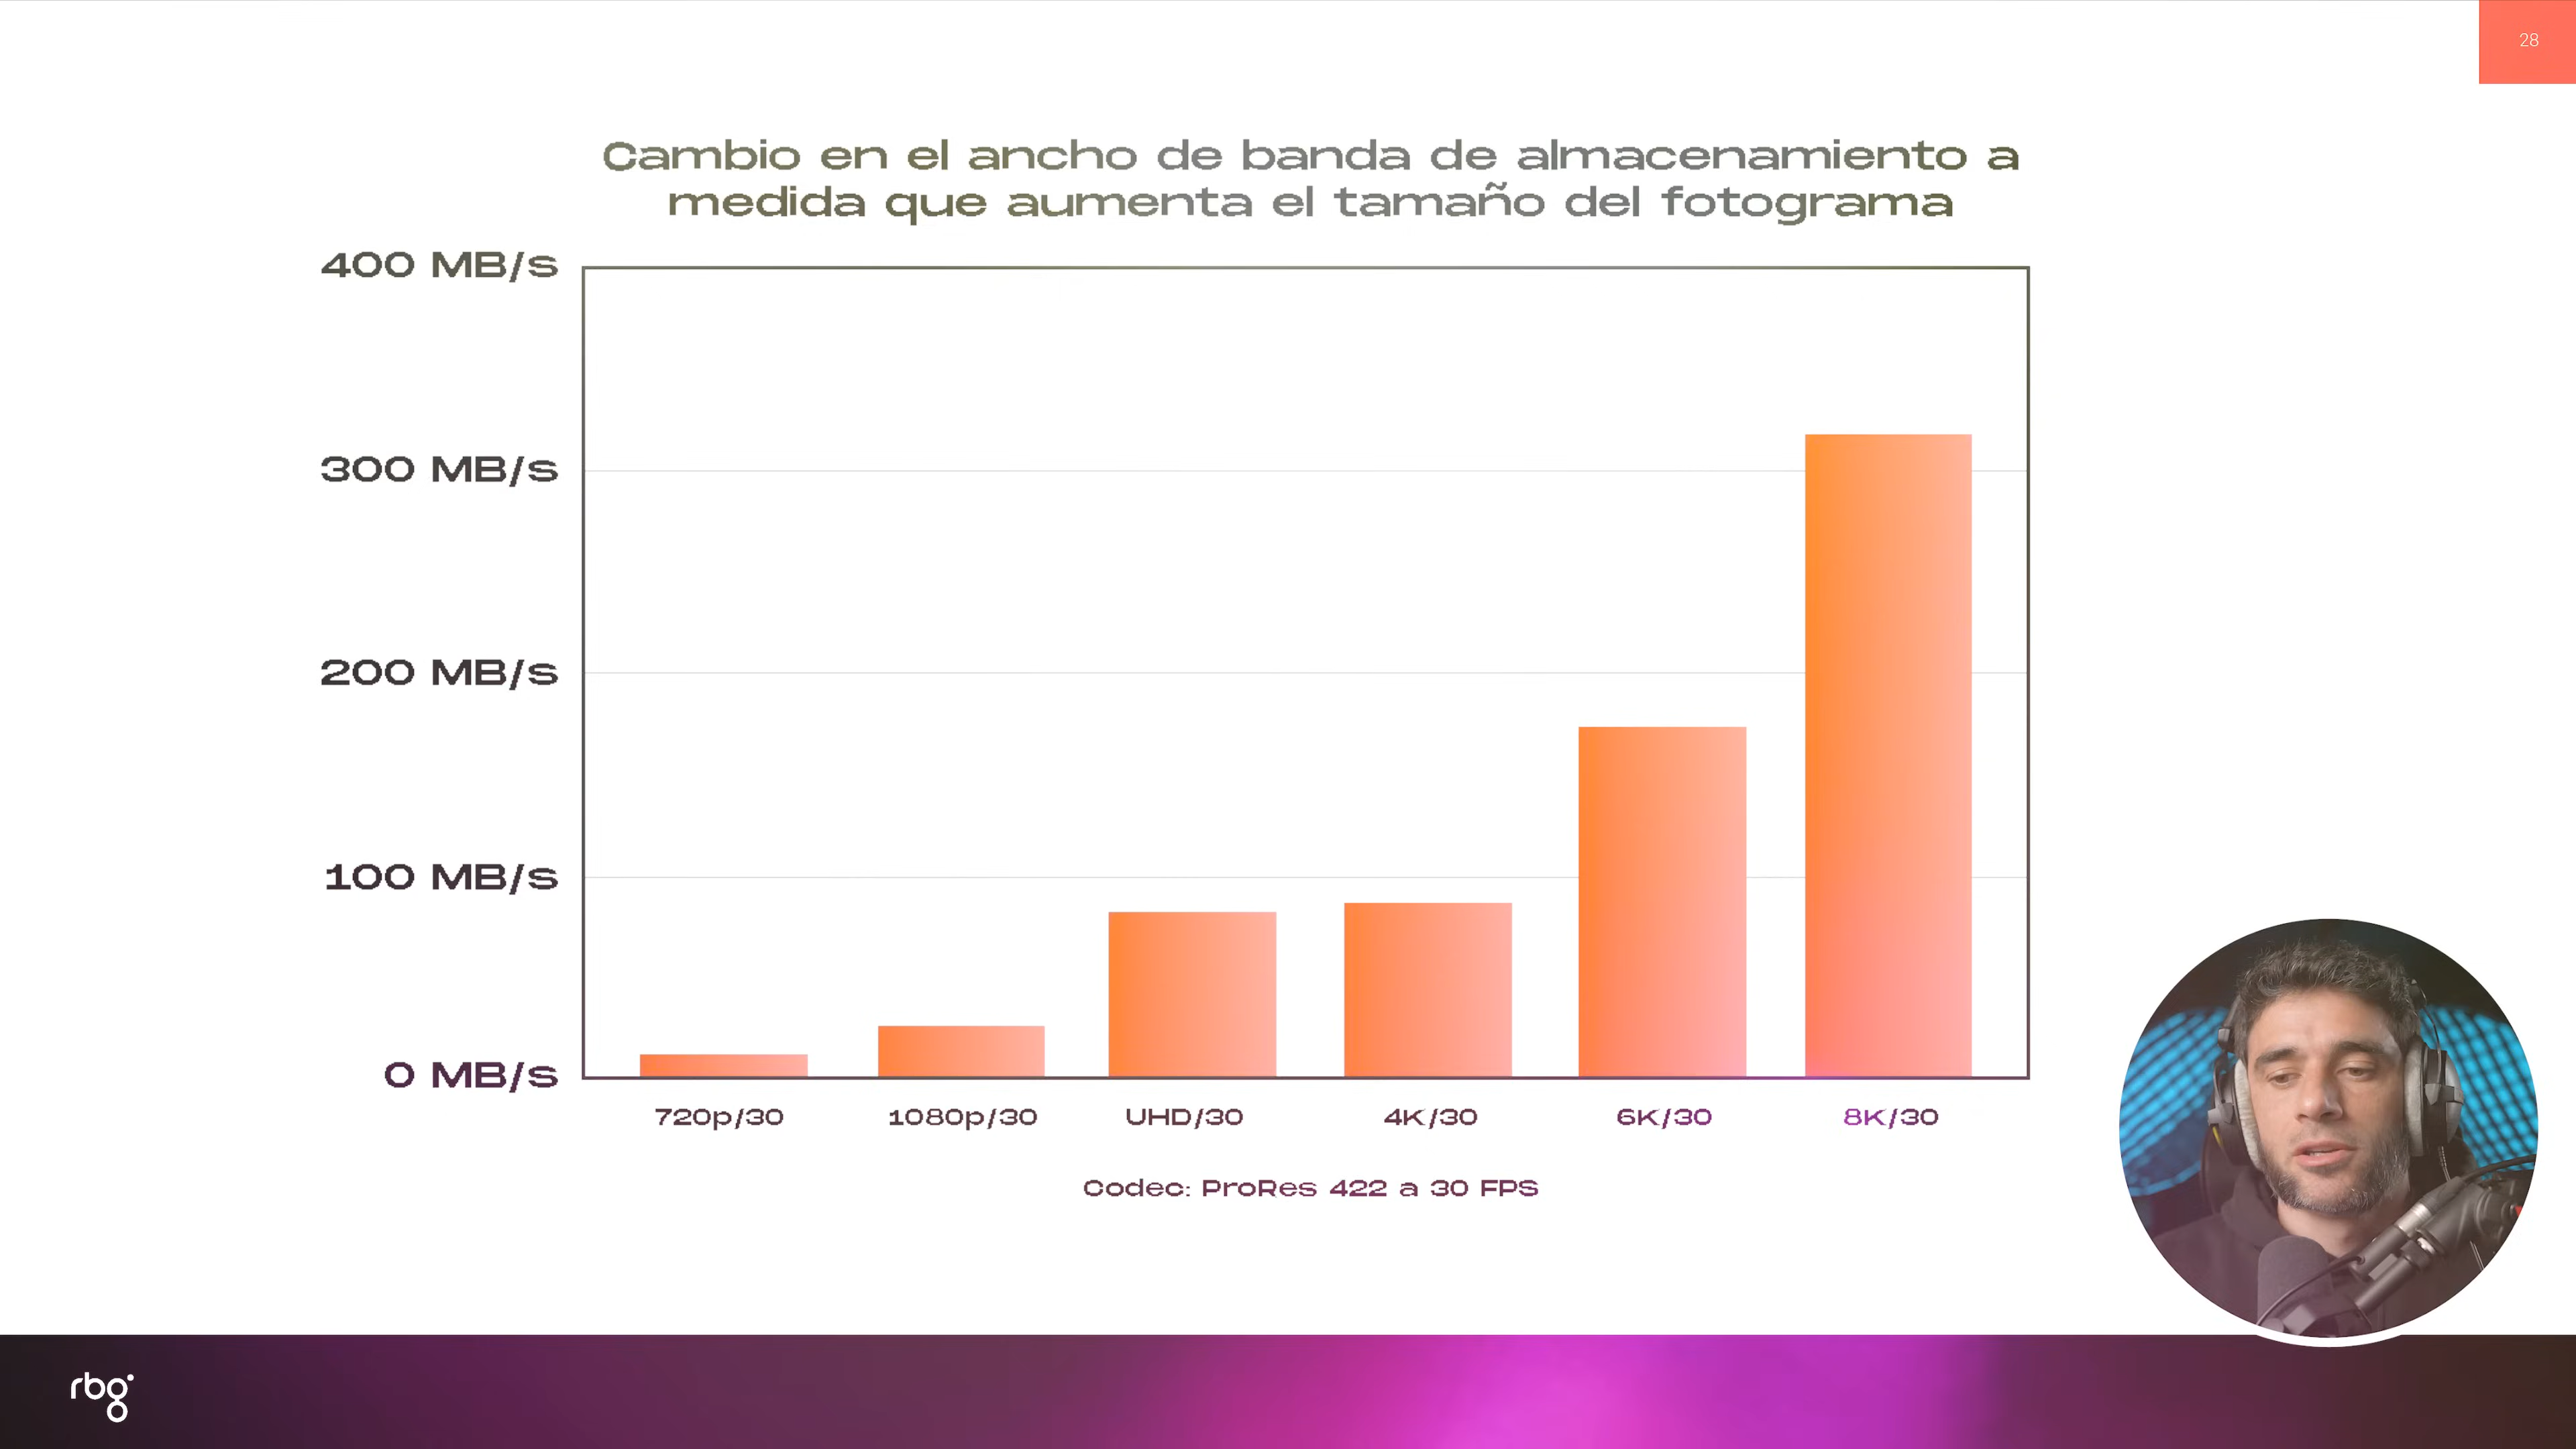 28
Cambio en el ancho de banda de almacenamiento a
medida que aumenta el tamaño del fotograma
400 MB/s
300 MB/s
200 MB/s
100 MB/s
0 MB/s
720p/30 1080p/30 UHD/30 4K/30 6K/30 8K/30
Codec: ProRes 422 a 30 FPS
rbg